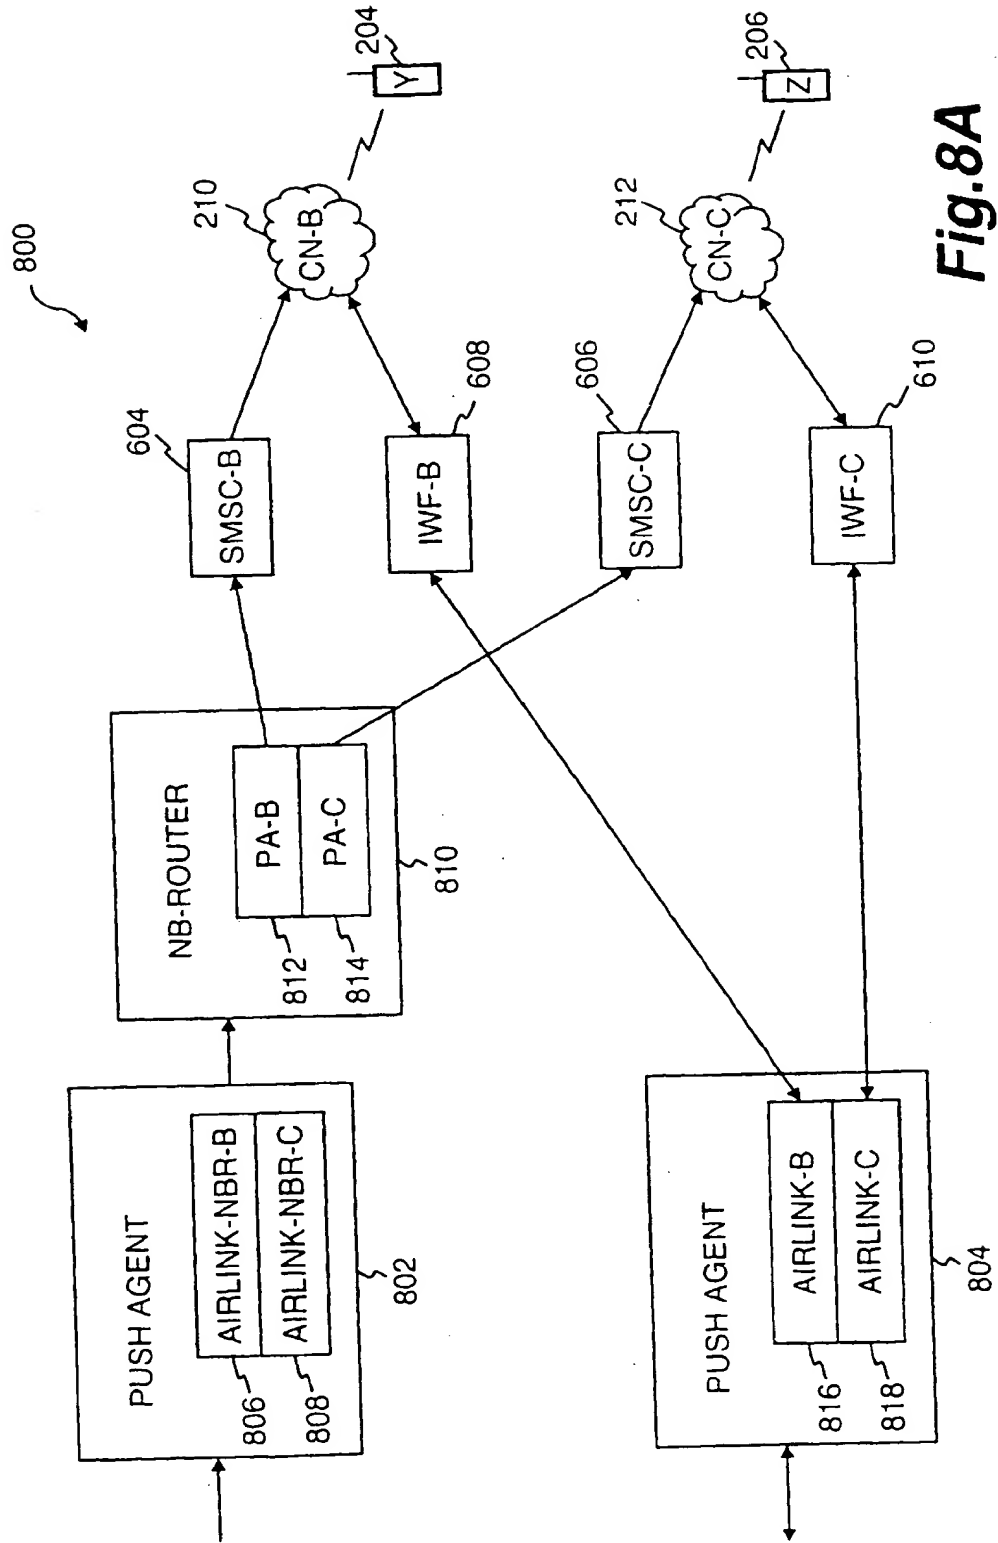 800
PUSH AGENT
AIRLINK-NBR-B
AIRLINK-NBR-C
806
808
802
NB-ROUTER
PA-B
PA-C
812
814
810
SMSC-B
604
IWF-B
608
CN-B
210
Y
204
SMSC-C
606
IWF-C
610
CN-C
212
Z
206
PUSH AGENT
AIRLINK-B
AIRLINK-C
816
818
804
Fig.8A